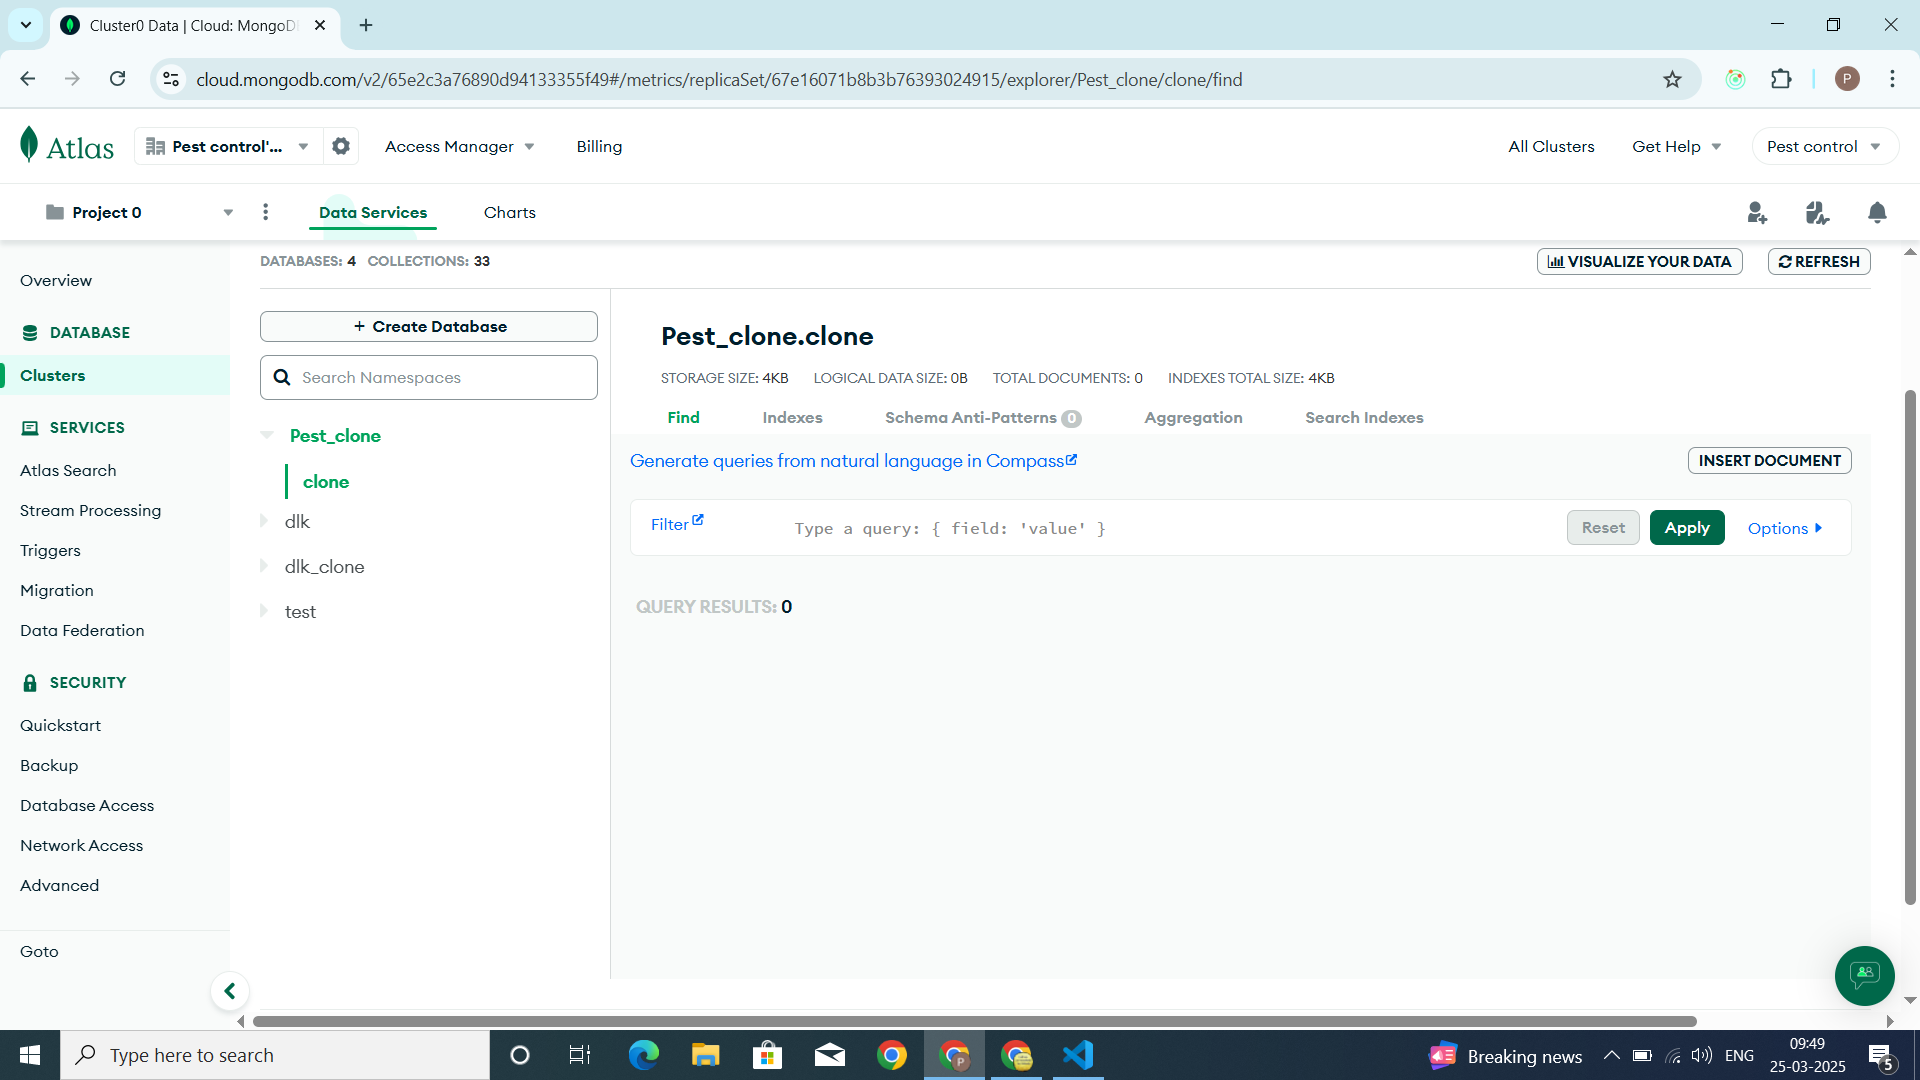 Cluster0 Data | Cloud: MongoD
cloud.mongodb.com/v2/65e2c3a76890d94133355f49#/metrics/replicaSet/67e16071b8b3b76393024915/explorer/Pest_clone/clone/find
P
Atlas
Pest control'...
Access Manager
Billing
All Clusters
Get Help
Pest control
Project 0
Data Services
Charts
Overview
DATABASE
Clusters
SERVICES
Atlas Search
Stream Processing
Triggers
Migration
Data Federation
SECURITY
Quickstart
Backup
Database Access
Network Access
Advanced
Goto
DATABASES: 4 COLLECTIONS: 33
VISUALIZE YOUR DATA
REFRESH
+ Create Database
Search Namespaces
Pest_clone
clone
dlk
dlk_clone
test
Pest_clone.clone
STORAGE SIZE: 4KB LOGICAL DATA SIZE: 0B TOTAL DOCUMENTS: 0 INDEXES TOTAL SIZE: 4KB
Find Indexes Schema Anti-Patterns 0 Aggregation Search Indexes
Generate queries from natural language in Compass
INSERT DOCUMENT
Filter
Type a query: { field: 'value' }
Reset
Apply
Options
QUERY RESULTS: 0
Type here to search
P
Breaking news
ENG
09:49
25-03-2025
5